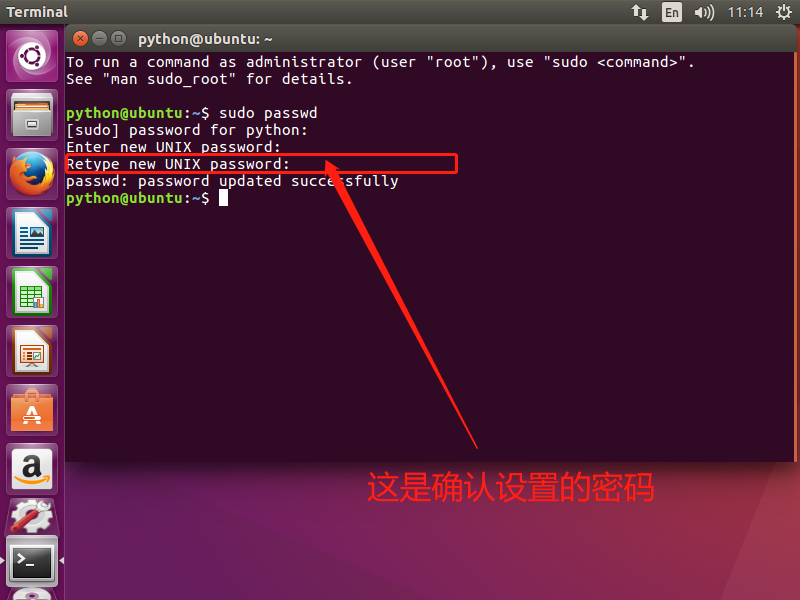 Terminal
En
11:14
python@ubuntu: ~
To run a command as administrator (user "root"), use "sudo <command>".
See "man sudo_root" for details.
python@ubuntu:~$ sudo passwd
[sudo] password for python:
Enter new UNIX password:
Retype new UNIX password:
passwd: password updated successfully
python@ubuntu:~$
这是确认设置的密码